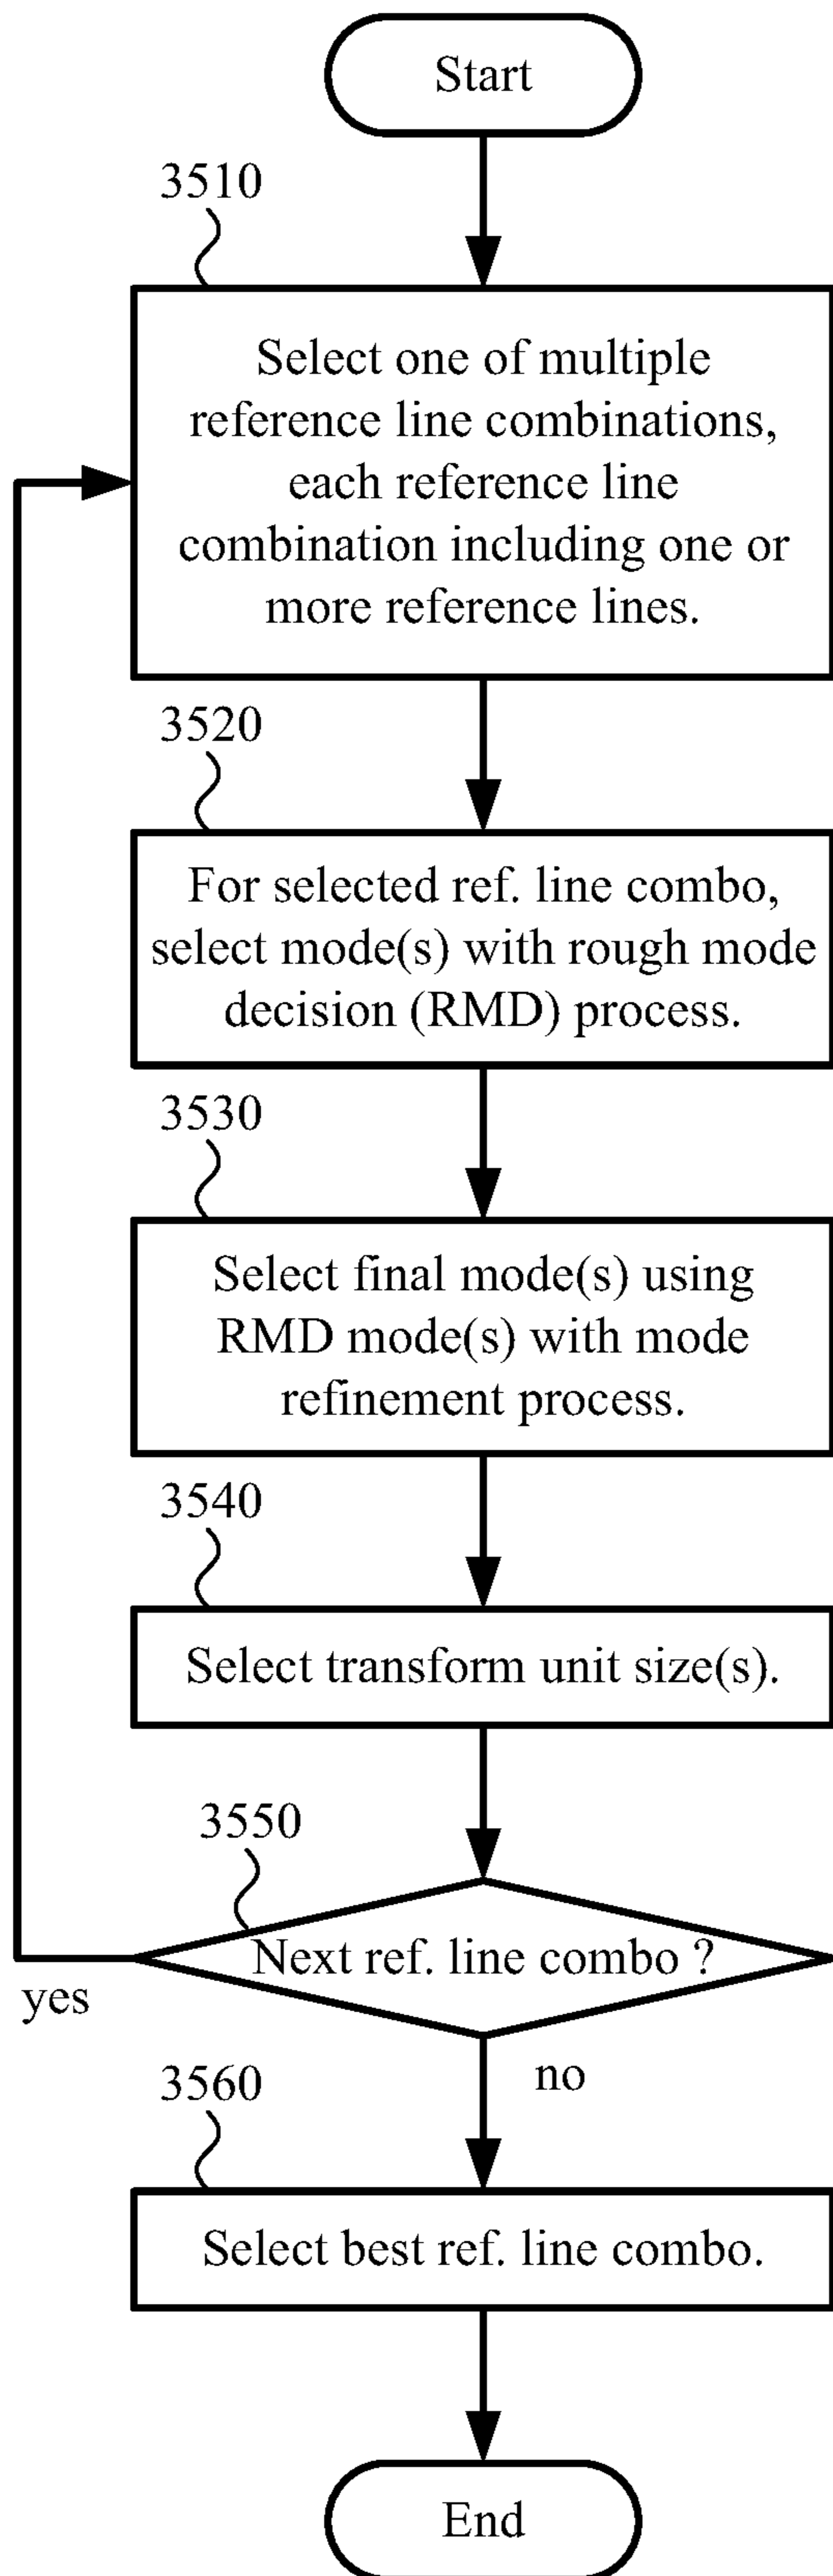 Start
3510
Select one of multiple
reference line combinations,
each reference line
combination including one or
more reference lines.
3520
For selected ref. line combo,
select mode(s) with rough mode
decision (RMD) process.
3530
Select final mode(s) using
RMD mode(s) with mode
refinement process.
3540
Select transform unit size(s).
3550
Next ref. line combo ?
yes
no
3560
Select best ref. line combo.
End